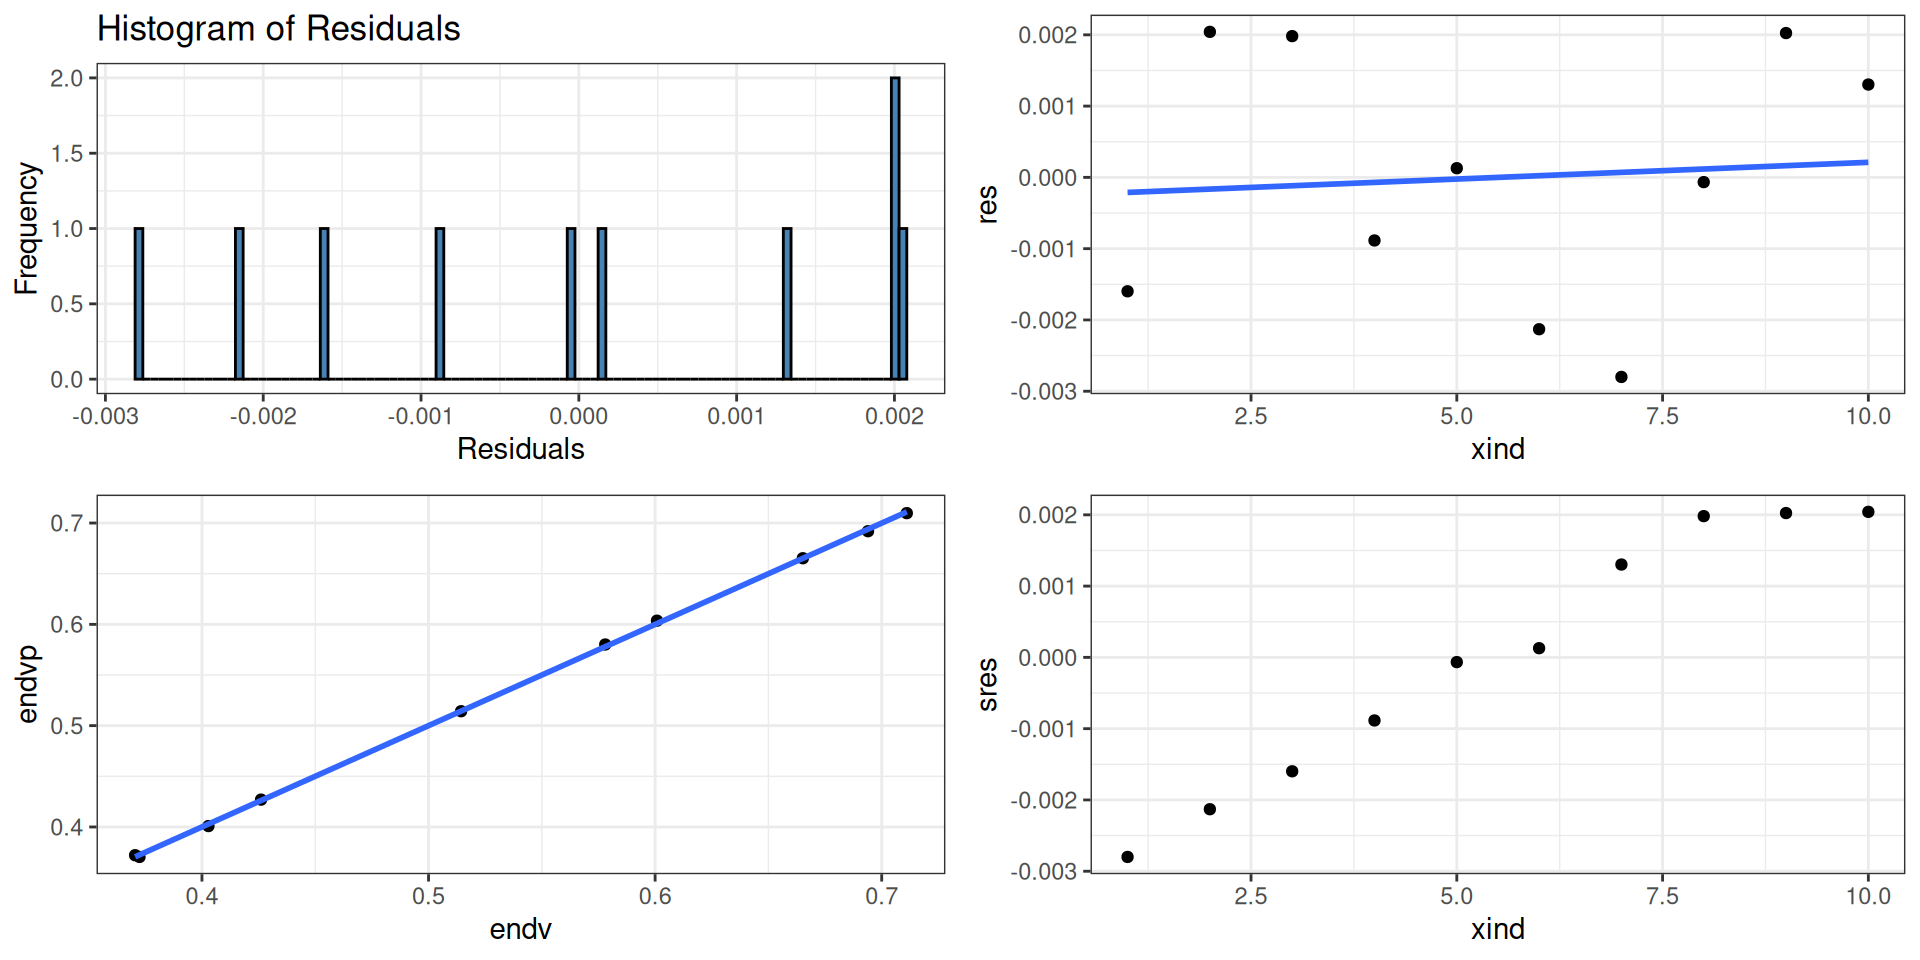 Histogram of Residuals
2.0
1.5
1.0
0.5
0.0
Frequency
-0.003 -0.002 -0.001 0.000 0.001 0.002
Residuals
0.002
0.001
0.000
-0.001
-0.002
-0.003
res
2.5 5.0 7.5 10.0
xind
0.7
0.6
0.5
0.4
endvp
0.4 0.5 0.6 0.7
endv
0.002
0.001
0.000
-0.001
-0.002
-0.003
sres
2.5 5.0 7.5 10.0
xind